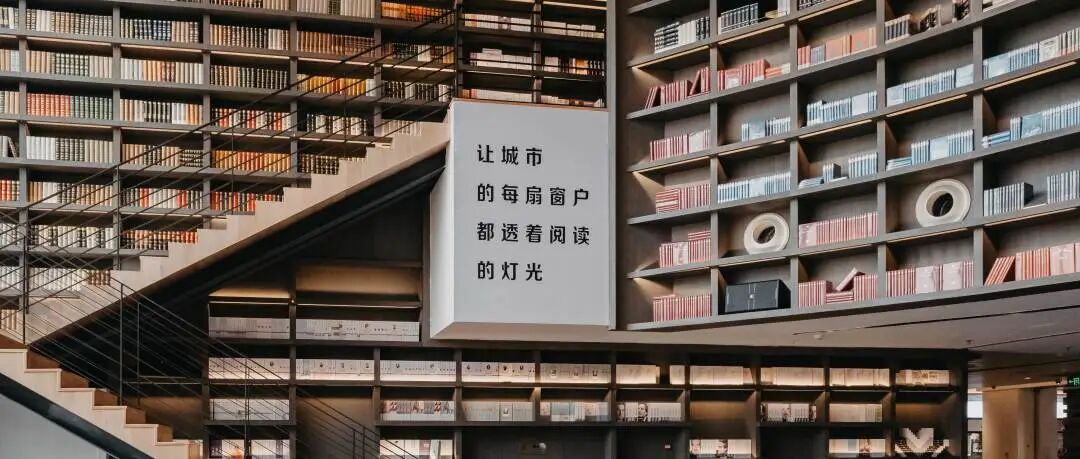 让城市
的每扇窗户
都透着阅读
的灯光